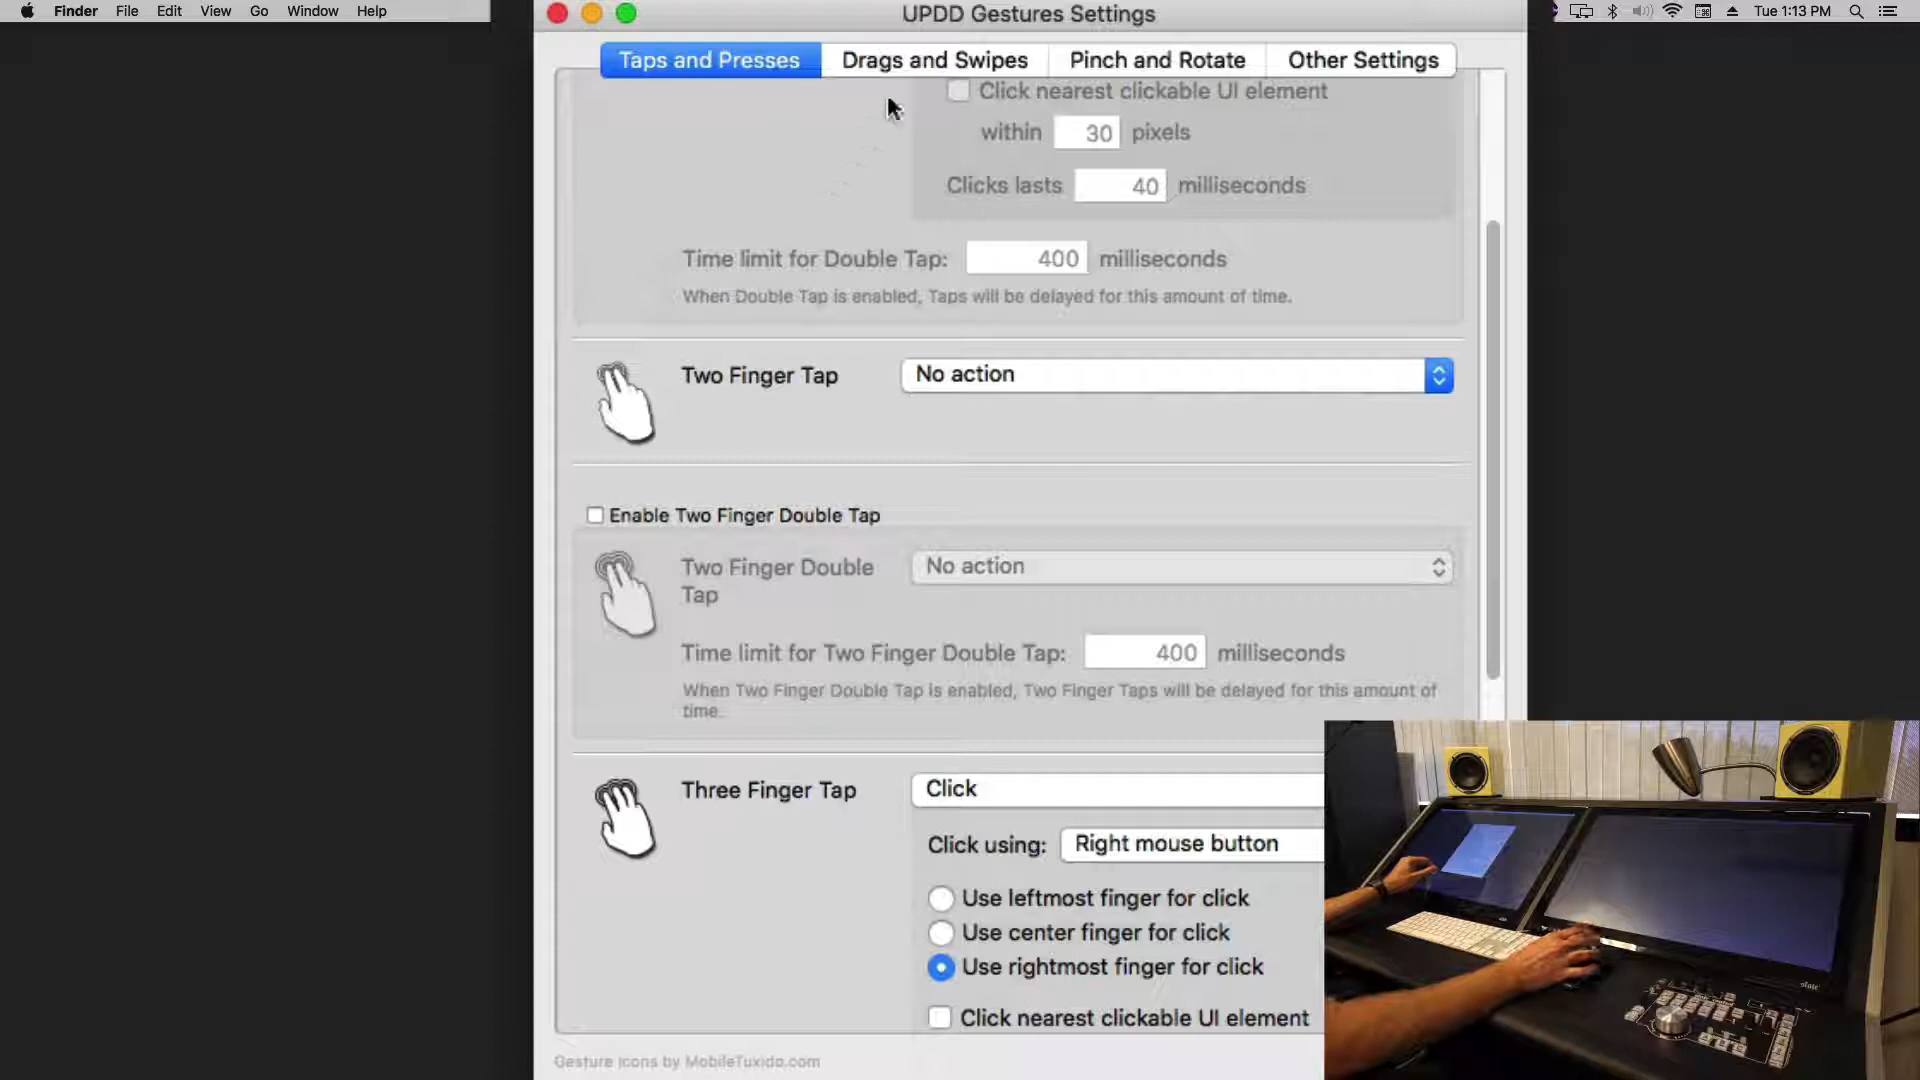 Finder File Edit View Go Window Help
UPDD Gestures Settings
Tue 1:13 PM
Taps and Presses
Drags and Swipes
Pinch and Rotate
Other Settings
Click nearest clickable UI element
within 30 pixels
Clicks lasts 40 milliseconds
Time limit for Double Tap: 400 milliseconds
When Double Tap is enabled, Taps will be delayed for this amount of time.
Two Finger Tap
No action
Enable Two Finger Double Tap
Two Finger Double
Tap
No action
Time limit for Two Finger Double Tap: 400 milliseconds
When Two Finger Double Tap is enabled, Two Finger Taps will be delayed for this amount of
time.
Three Finger Tap
Click
Click using: Right mouse button
Use leftmost finger for click
Use center finger for click
Use rightmost finger for click
Click nearest clickable UI element
Gesture Icons by MobileTuxido.com